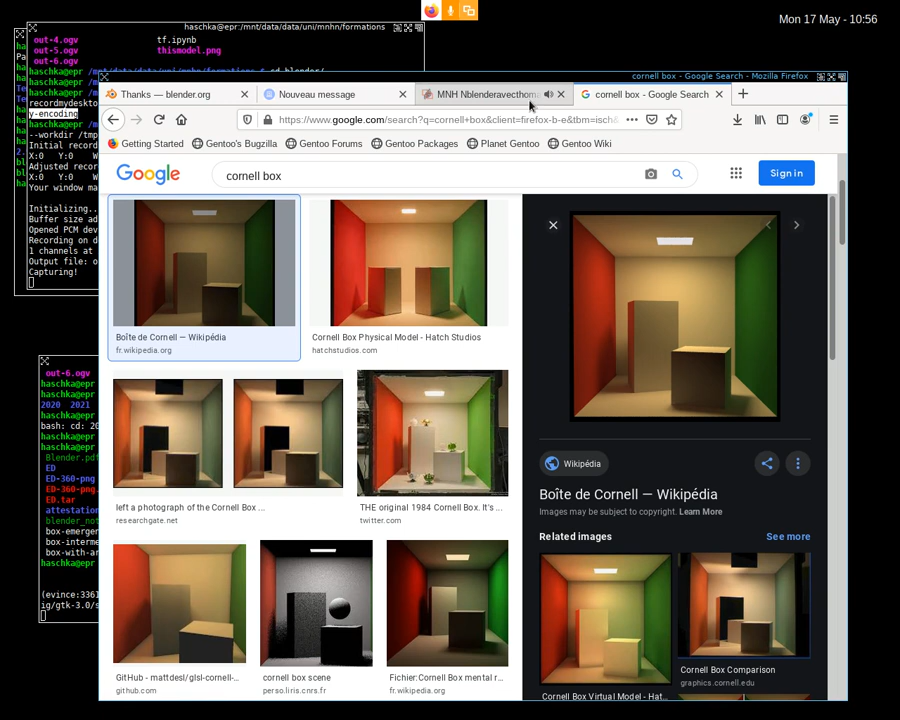 Mon 17 May - 10:56
haschka@epr:/mnt/data/data/uni/mnhn/formations
out-4.ogv tf.ipynb
out-5.ogv thismodel.png
out-6.ogv
haschka@epr
haschka@epr
recordmydeskto
y-encoding
haschka@epr /m
--workdir /tmp
Initial record
X:0 Y:0 W
Adjusted recor
X:0 Y:0 W
Your window ma
Initializing..
Buffer size ad
Opened PCM dev
Recording on d
1 channels at
Output file: o
Capturing!
out-6.ogv
haschka@epr
haschka@epr
2020 2021
haschka@epr
bash: cd: 20
haschka@epr
Blender.pdf
ED
ED-360-png
ED-360-png.
ED.tar
attestation
blender_not
box-emergen
box-interme
box-with-ar
haschka@epr
(evince:3361
ig/gtk-3.0/s
cornell box - Google Search - Mozilla Firefox
Thanks — blender.org
Nouveau message
MNH Nblenderavecthom
cornell box - Google Search
https://www.google.com/search?q=cornell+box&client=firefox-b-e&tbm=isch&
Getting Started Gentoo's Bugzilla Gentoo Forums Gentoo Packages Planet Gentoo Gentoo Wiki
Google
cornell box
Sign in
Boîte de Cornell — Wikipédia
fr.wikipedia.org
Cornell Box Physical Model - Hatch Studios
hatchstudios.com
left a photograph of the Cornell Box ...
researchgate.net
THE original 1984 Cornell Box. It's ...
twitter.com
GitHub - mattdesl/glsl-cornell-...
github.com
cornell box scene
perso.liris.cnrs.fr
Fichier:Cornell Box mental r...
fr.wikipedia.org
Wikipédia
Boîte de Cornell — Wikipédia
Images may be subject to copyright. Learn More
Related images
See more
Cornell Box Virtual Model - Hat...
Cornell Box Comparison
graphics.cornell.edu